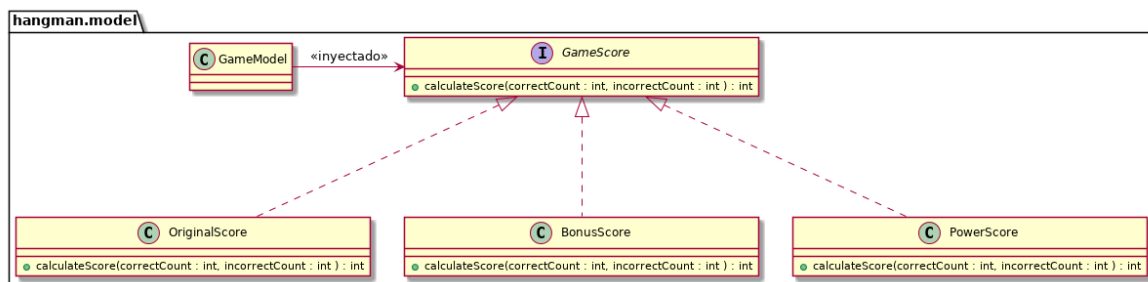 hangman.model
C GameModel
«inyectado»
I GameScore
calculateScore(correctCount : int, incorrectCount : int ) : int
C OriginalScore
calculateScore(correctCount : int, incorrectCount : int ) : int
C BonusScore
calculateScore(correctCount : int, incorrectCount : int ) : int
C PowerScore
calculateScore(correctCount : int, incorrectCount : int ) : int